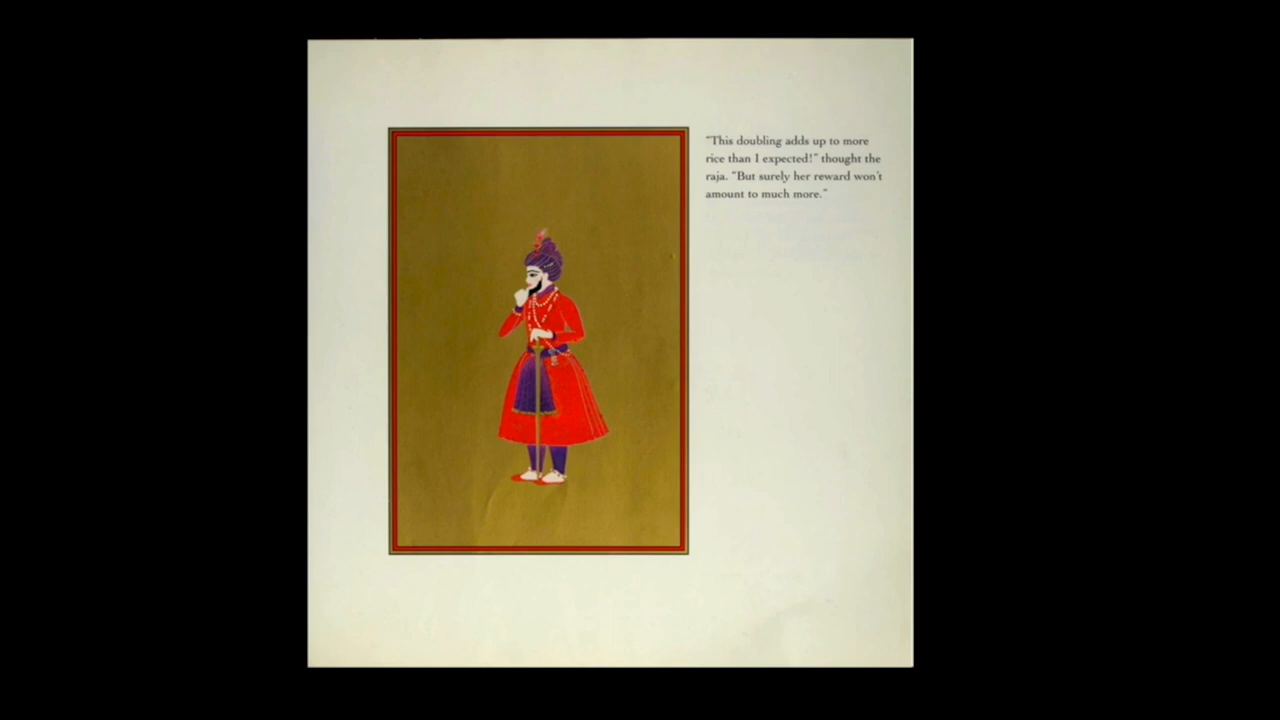 “This doubling adds up to more
rice than I expected!” thought the
raja. “But surely her reward won’t
amount to much more.”